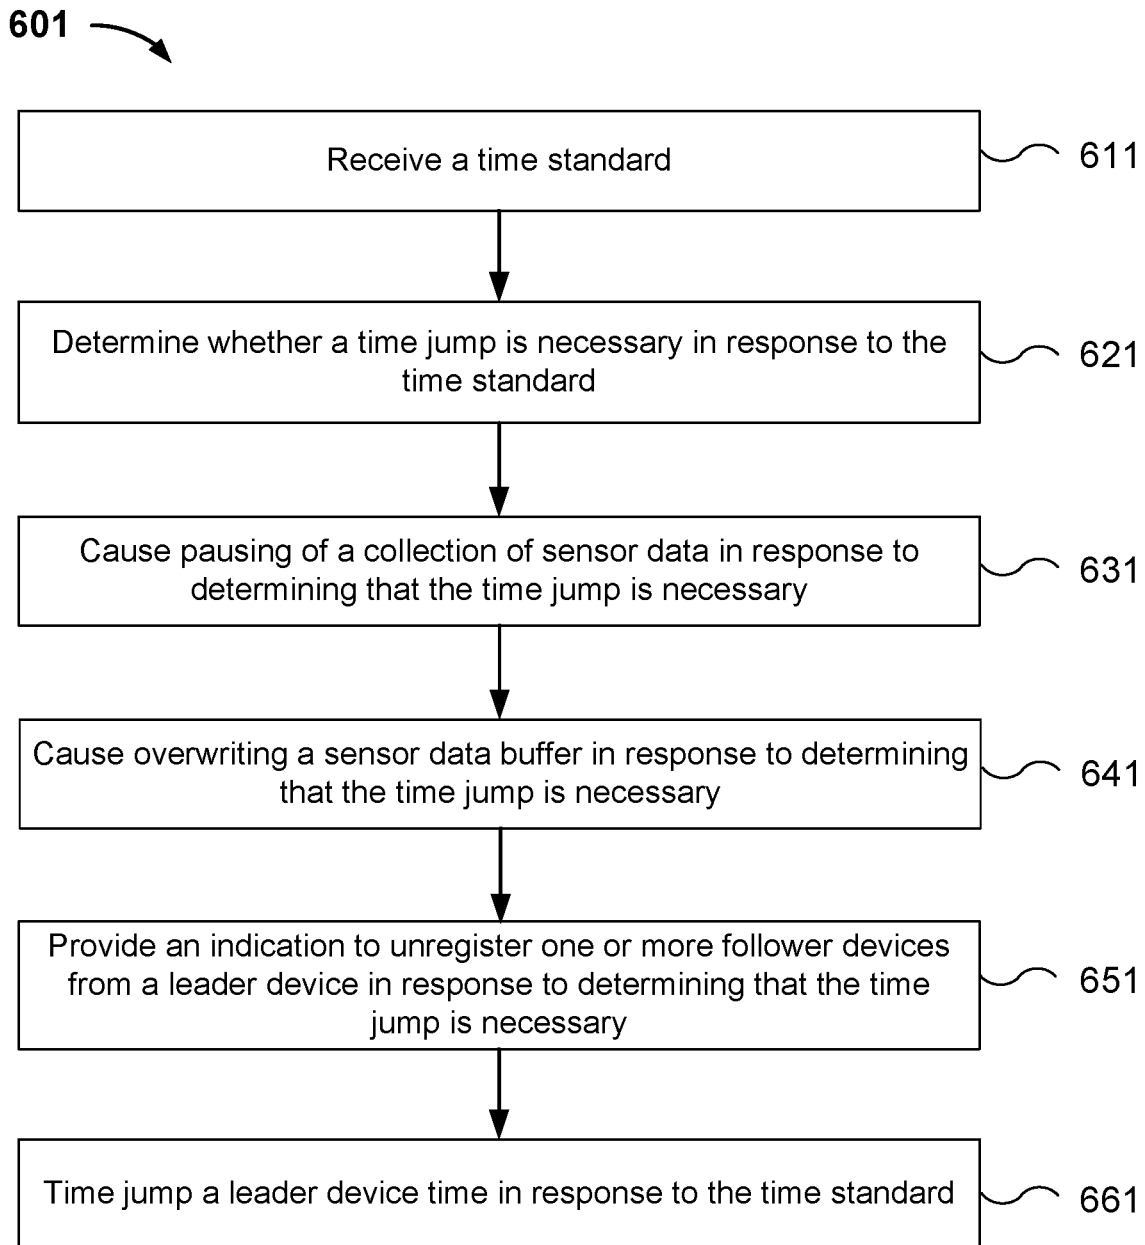 601
Receive a time standard
611
Determine whether a time jump is necessary in response to the
time standard
621
Cause pausing of a collection of sensor data in response to
determining that the time jump is necessary
631
Cause overwriting a sensor data buffer in response to determining
that the time jump is necessary
641
Provide an indication to unregister one or more follower devices
from a leader device in response to determining that the time
jump is necessary
651
Time jump a leader device time in response to the time standard
661